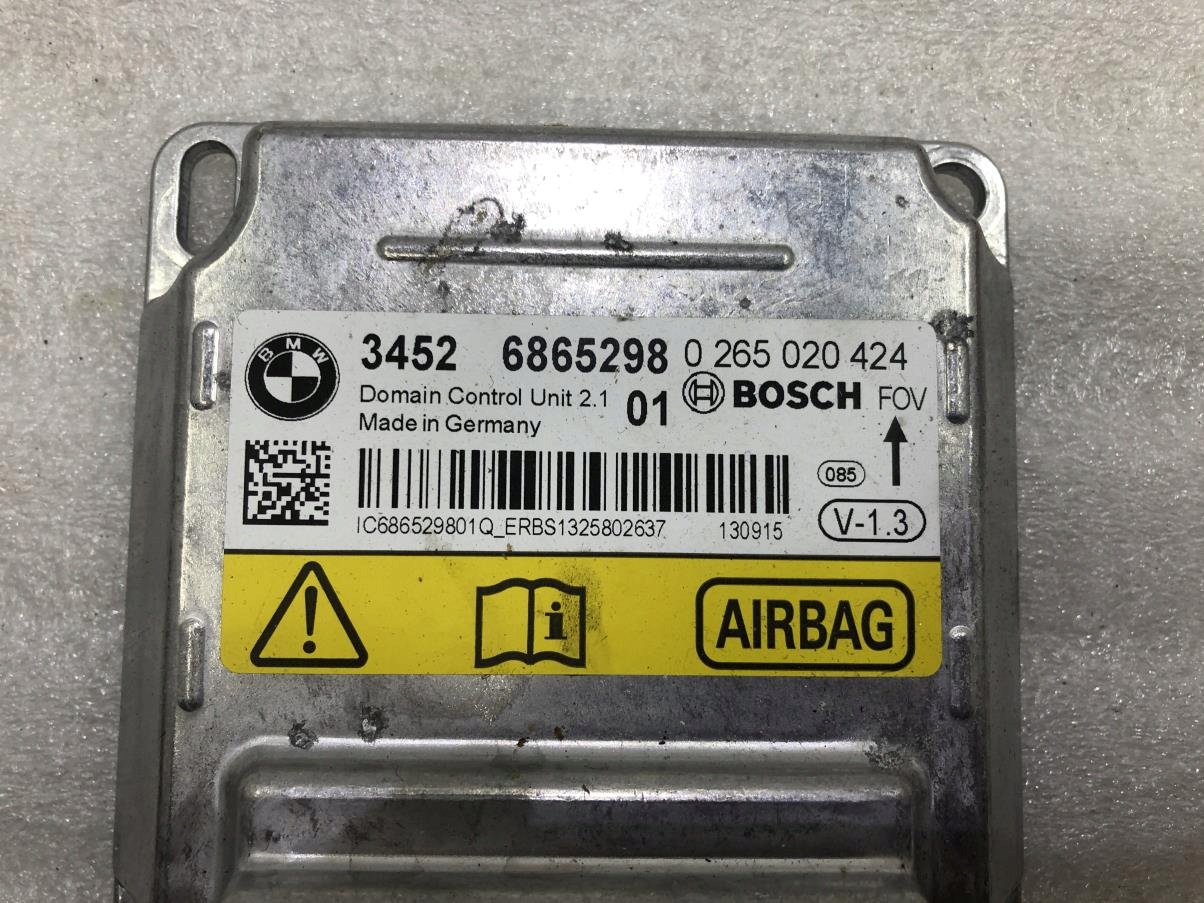 BMW
3452 6865298 0 265 020 424
Domain Control Unit 2.1 01 BOSCH FOV
Made in Germany
085
IC686529801Q_ERBS1325802637 130915 V-1.3
i AIRBAG